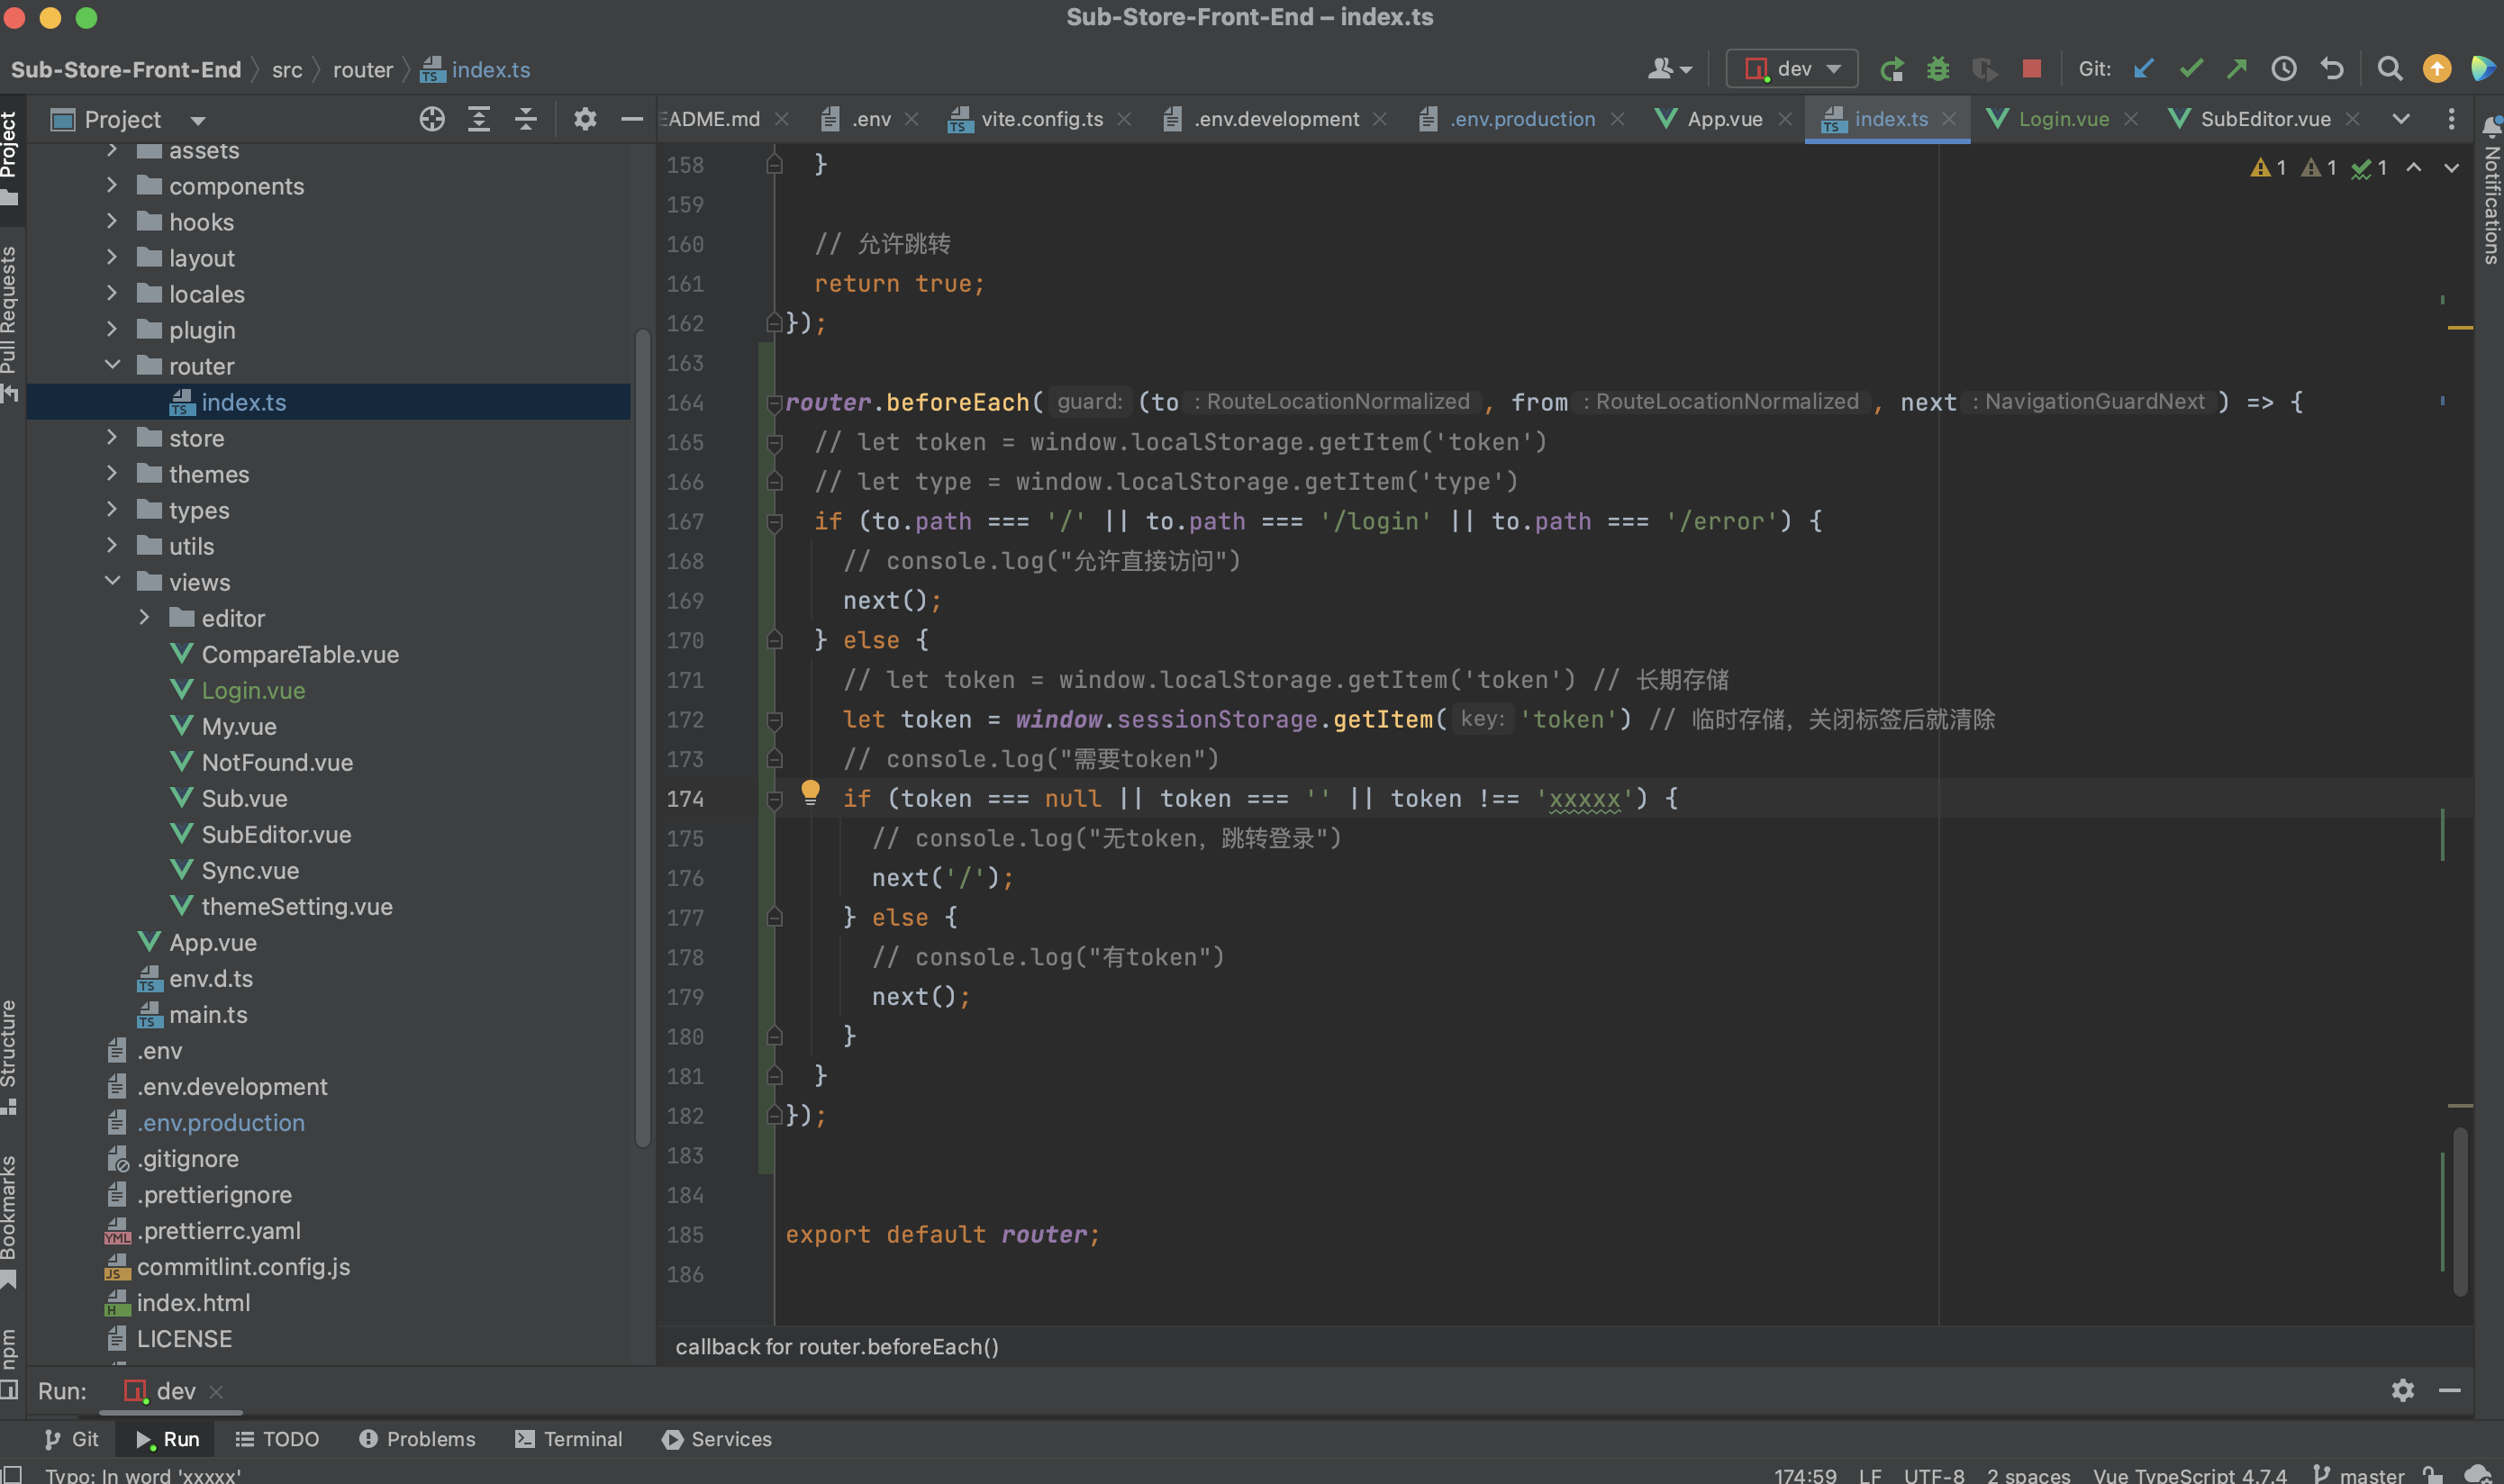 Sub-Store-Front-End – index.ts
Sub-Store-Front-End src router index.ts
dev Git:
Project
README.md .env vite.config.ts .env.development .env.production App.vue index.ts Login.vue SubEditor.vue
Project
Pull Requests
Structure
Bookmarks
npm
Notifications
assets
components
hooks
layout
locales
plugin
router
index.ts
store
themes
types
utils
views
editor
CompareTable.vue
Login.vue
My.vue
NotFound.vue
Sub.vue
SubEditor.vue
Sync.vue
themeSetting.vue
App.vue
env.d.ts
main.ts
.env
.env.development
.env.production
.gitignore
.prettierignore
.prettierrc.yaml
commitlint.config.js
index.html
LICENSE
1 1 1
158 }
159
160 // 允许跳转
161 return true;
162 });
163
164 router.beforeEach( guard: (to : RouteLocationNormalized , from : RouteLocationNormalized , next : NavigationGuardNext ) => {
165 // let token = window.localStorage.getItem('token')
166 // let type = window.localStorage.getItem('type')
167 if (to.path === '/' || to.path === '/login' || to.path === '/error') {
168 // console.log("允许直接访问")
169 next();
170 } else {
171 // let token = window.localStorage.getItem('token') // 长期存储
172 let token = window.sessionStorage.getItem( key: 'token') // 临时存储，关闭标签后就清除
173 // console.log("需要token")
174 if (token === null || token === '' || token !== 'xxxxx') {
175 // console.log("无token，跳转登录")
176 next('/');
177 } else {
178 // console.log("有token")
179 next();
180 }
181 }
182 });
183
184
185 export default router;
186
callback for router.beforeEach()
Run: dev
Git Run TODO Problems Terminal Services
Typo: In word 'xxxxx' 174:59 LF UTF-8 2 spaces Vue TypeScript 4.7.4 master